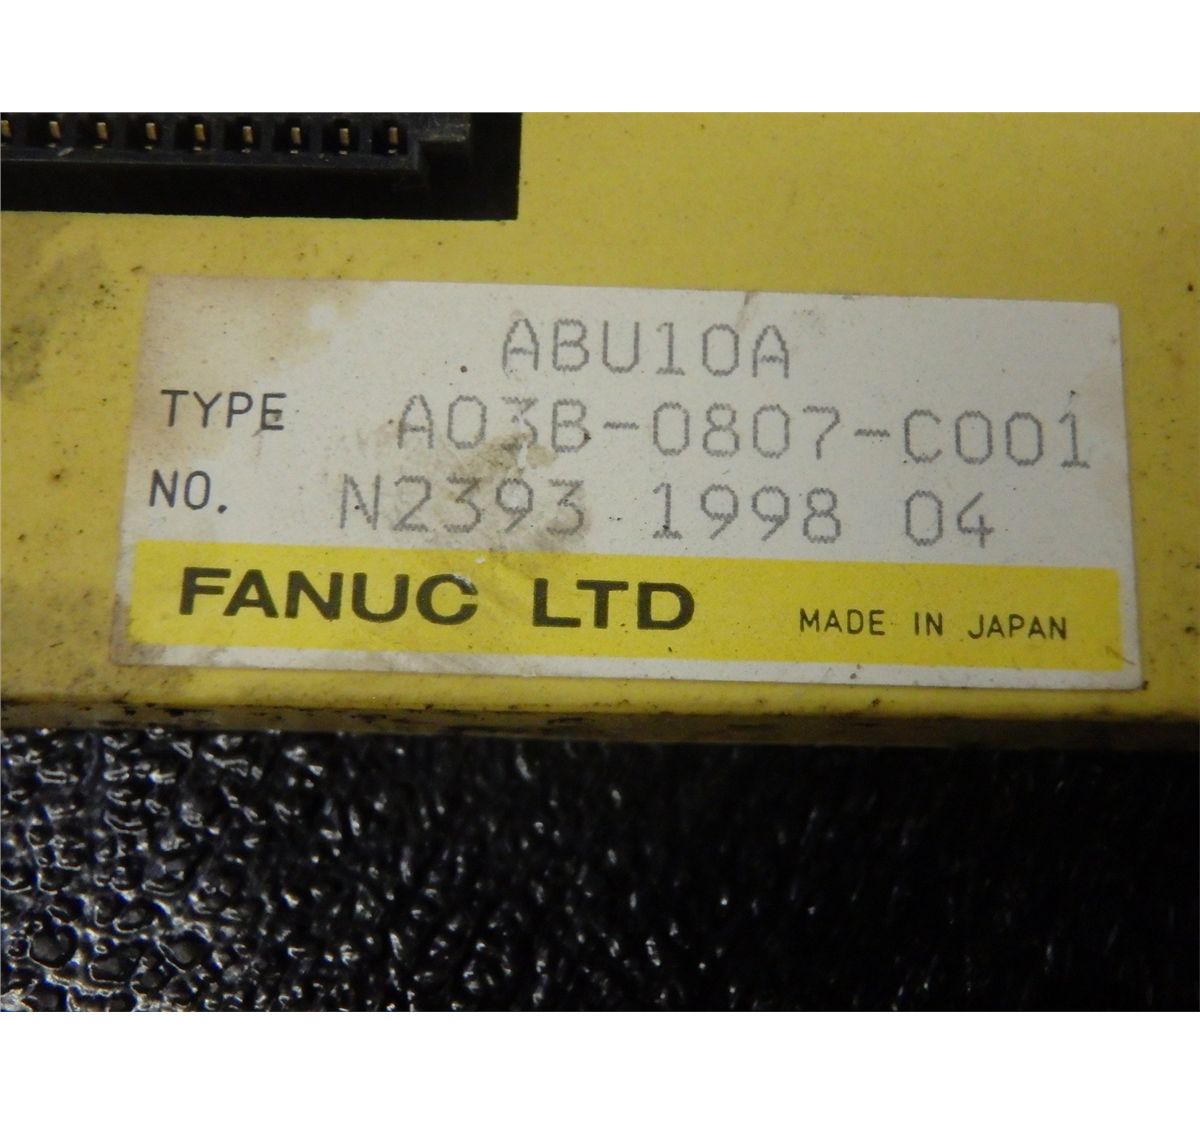 ABU10A
TYPE A03B-0807-C001
NO. N2393 1998 04
FANUC LTD MADE IN JAPAN